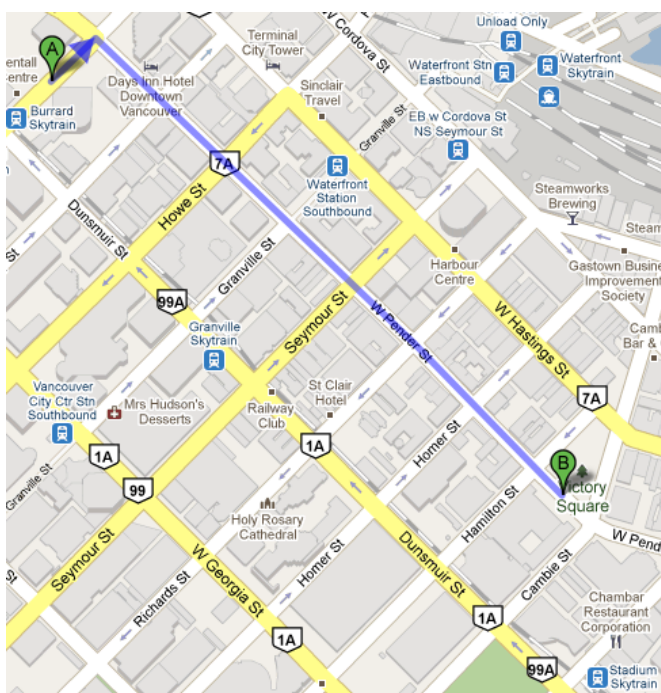 Unload Only
A
entall
Centre
Burrard
Skytrain
Days Inn Hotel
Downtown
Vancouver
Terminal
City Tower
W Cordova St
Waterfront Stn
Eastbound
Waterfront
Skytrain
Sinclair
Travel
Granville St
EB w Cordova St
NS Seymour St
7A
Waterfront
Station
Southbound
Howe St
Dunsmuir St
Steamworks
Brewing
Steam
Granville St
Harbour
Centre
Gastown Business
Improvement
Society
99A
Seymour St
W Pender St
W Hastings St
Granville
Skytrain
Bar &
Vancouver
City Ctr Stn
Southbound
Mrs Hudson's
Desserts
St Clair
Hotel
Railway
Club
7A
1A
1A
Homer St
B
Victory
Square
Granville St
99
Hamilton St
Holy Rosary
Cathedral
W Pend
Seymour St
W Georgia St
Homer St
Dunsmuir St
Cambie St
Richards St
Chambar
Restaurant
Corporation
1A
1A
99A
Stadium
Skytrain